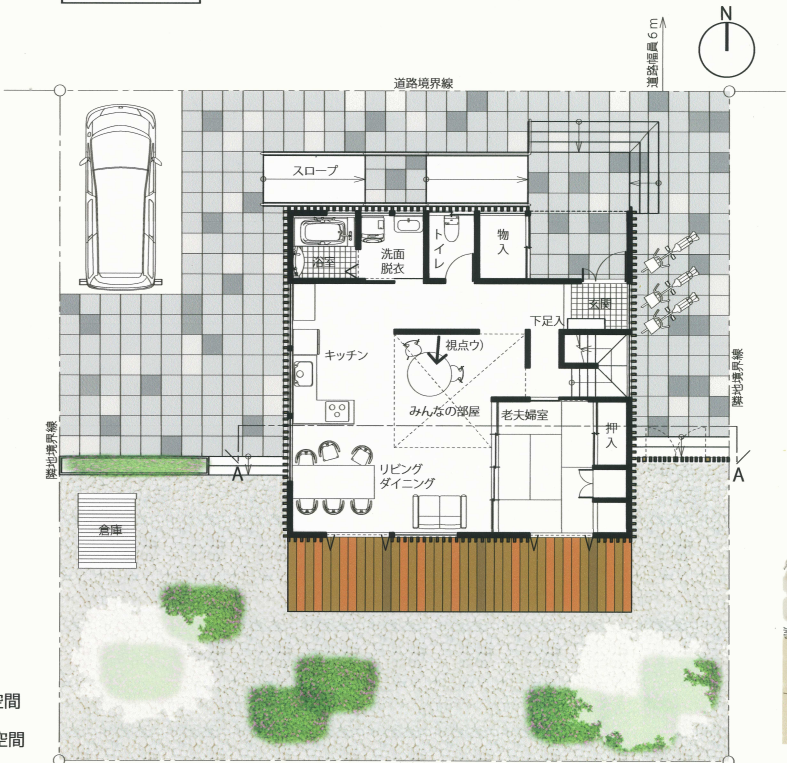 N
道路幅員6m
道路境界線
スロープ
浴室
洗面
脱衣
トイレ
物入
玄関
下足入
キッチン
視点ウ)
みんなの部屋
老夫婦室
押入
リビング
ダイニング
隣地境界線
隣地境界線
A
A
倉庫
空間
空間